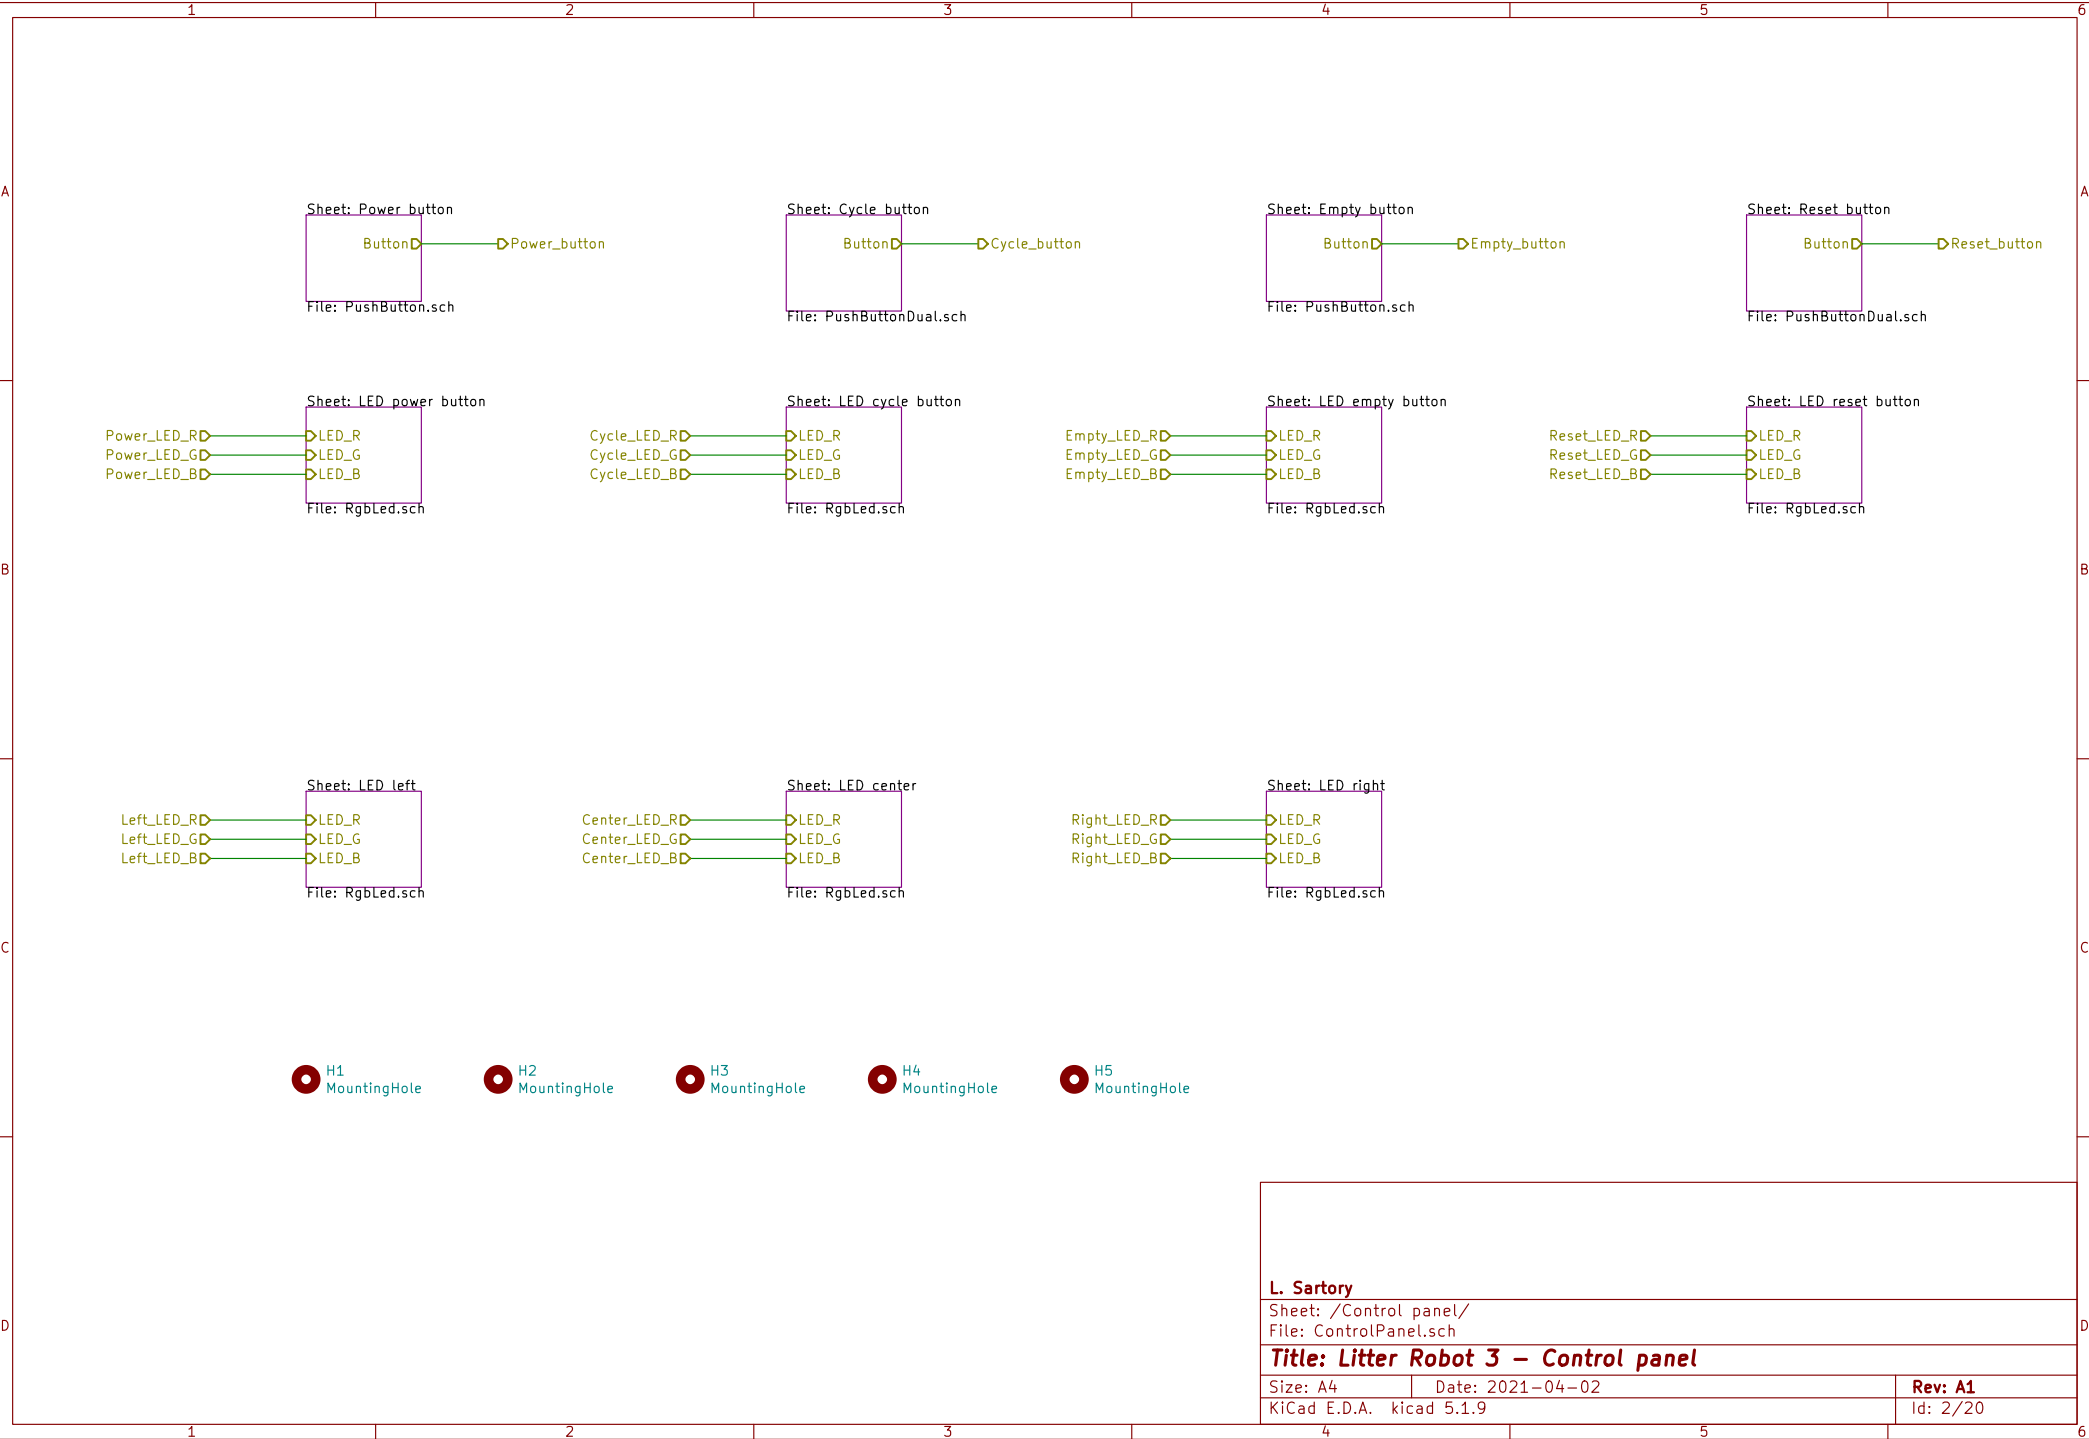 1 2 3 4 5 6
A A
Sheet: Power button Sheet: Cycle button Sheet: Empty button Sheet: Reset button
Button Power_button Button Cycle_button Button Empty_button Button Reset_button
File: PushButton.sch File: PushButtonDual.sch File: PushButton.sch File: PushButtonDual.sch
Sheet: LED power button Sheet: LED cycle button Sheet: LED empty button Sheet: LED reset button
Power_LED_R LED_R Cycle_LED_R LED_R Empty_LED_R LED_R Reset_LED_R LED_R
Power_LED_G LED_G Cycle_LED_G LED_G Empty_LED_G LED_G Reset_LED_G LED_G
Power_LED_B LED_B Cycle_LED_B LED_B Empty_LED_B LED_B Reset_LED_B LED_B
File: RgbLed.sch File: RgbLed.sch File: RgbLed.sch File: RgbLed.sch
B B
Sheet: LED left Sheet: LED center Sheet: LED right
Left_LED_R LED_R Center_LED_R LED_R Right_LED_R LED_R
Left_LED_G LED_G Center_LED_G LED_G Right_LED_G LED_G
Left_LED_B LED_B Center_LED_B LED_B Right_LED_B LED_B
File: RgbLed.sch File: RgbLed.sch File: RgbLed.sch
C C
H1 H2 H3 H4 H5
MountingHole MountingHole MountingHole MountingHole MountingHole
L. Sartory
Sheet: /Control panel/
D D
File: ControlPanel.sch
Title: Litter Robot 3 – Control panel
Size: A4 Date: 2021-04-02 Rev: A1
KiCad E.D.A. kicad 5.1.9 Id: 2/20
1 2 3 4 5 6